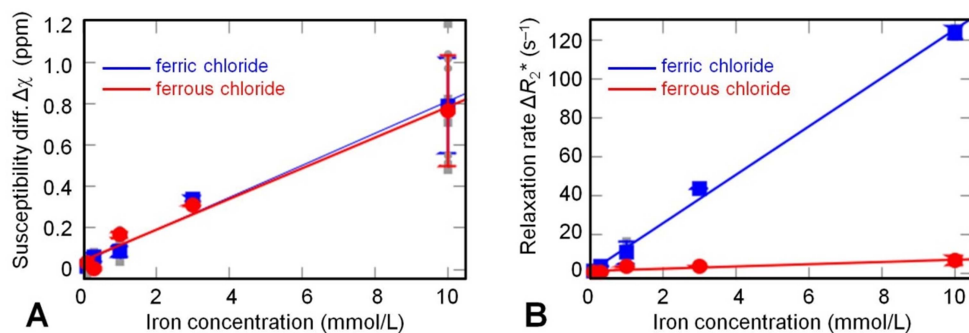 Susceptibility diff. Δχ (ppm)
1.2
1.0
0.8
0.6
0.4
0.2
0
ferric chloride
ferrous chloride
0 2 4 6 8 10
Iron concentration (mmol/L)
A
Relaxation rate ΔR₂* (s⁻¹)
120
100
80
60
40
20
10
0
ferric chloride
ferrous chloride
0 2 4 6 8 10
Iron concentration (mmol/L)
B